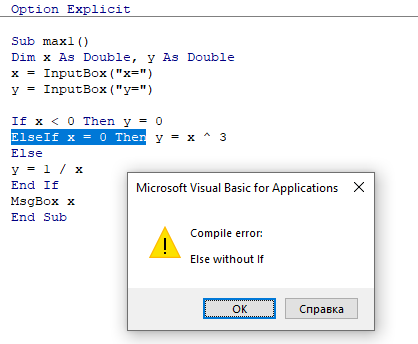 Option Explicit
Sub max1()
Dim x As Double, y As Double
x = InputBox("x=")
y = InputBox("y=")
If x < 0 Then y = 0
ElseIf x = 0 Then y = x ^ 3
Else
y = 1 / x
End If
MsgBox x
End Sub
Microsoft Visual Basic for Applications
Compile error:
Else without If
OK
Справка